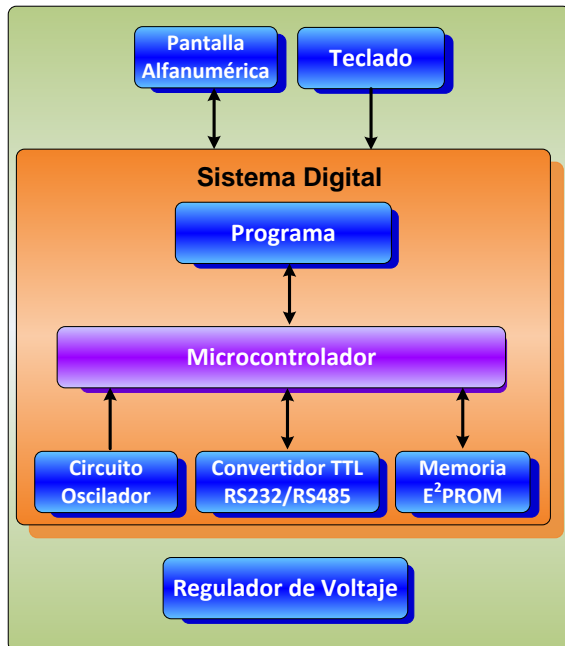 Pantalla
Alfanumérica
Teclado
Sistema Digital
Programa
Microcontrolador
Circuito
Oscilador
Convertidor TTL
RS232/RS485
Memoria
E²PROM
Regulador de Voltaje